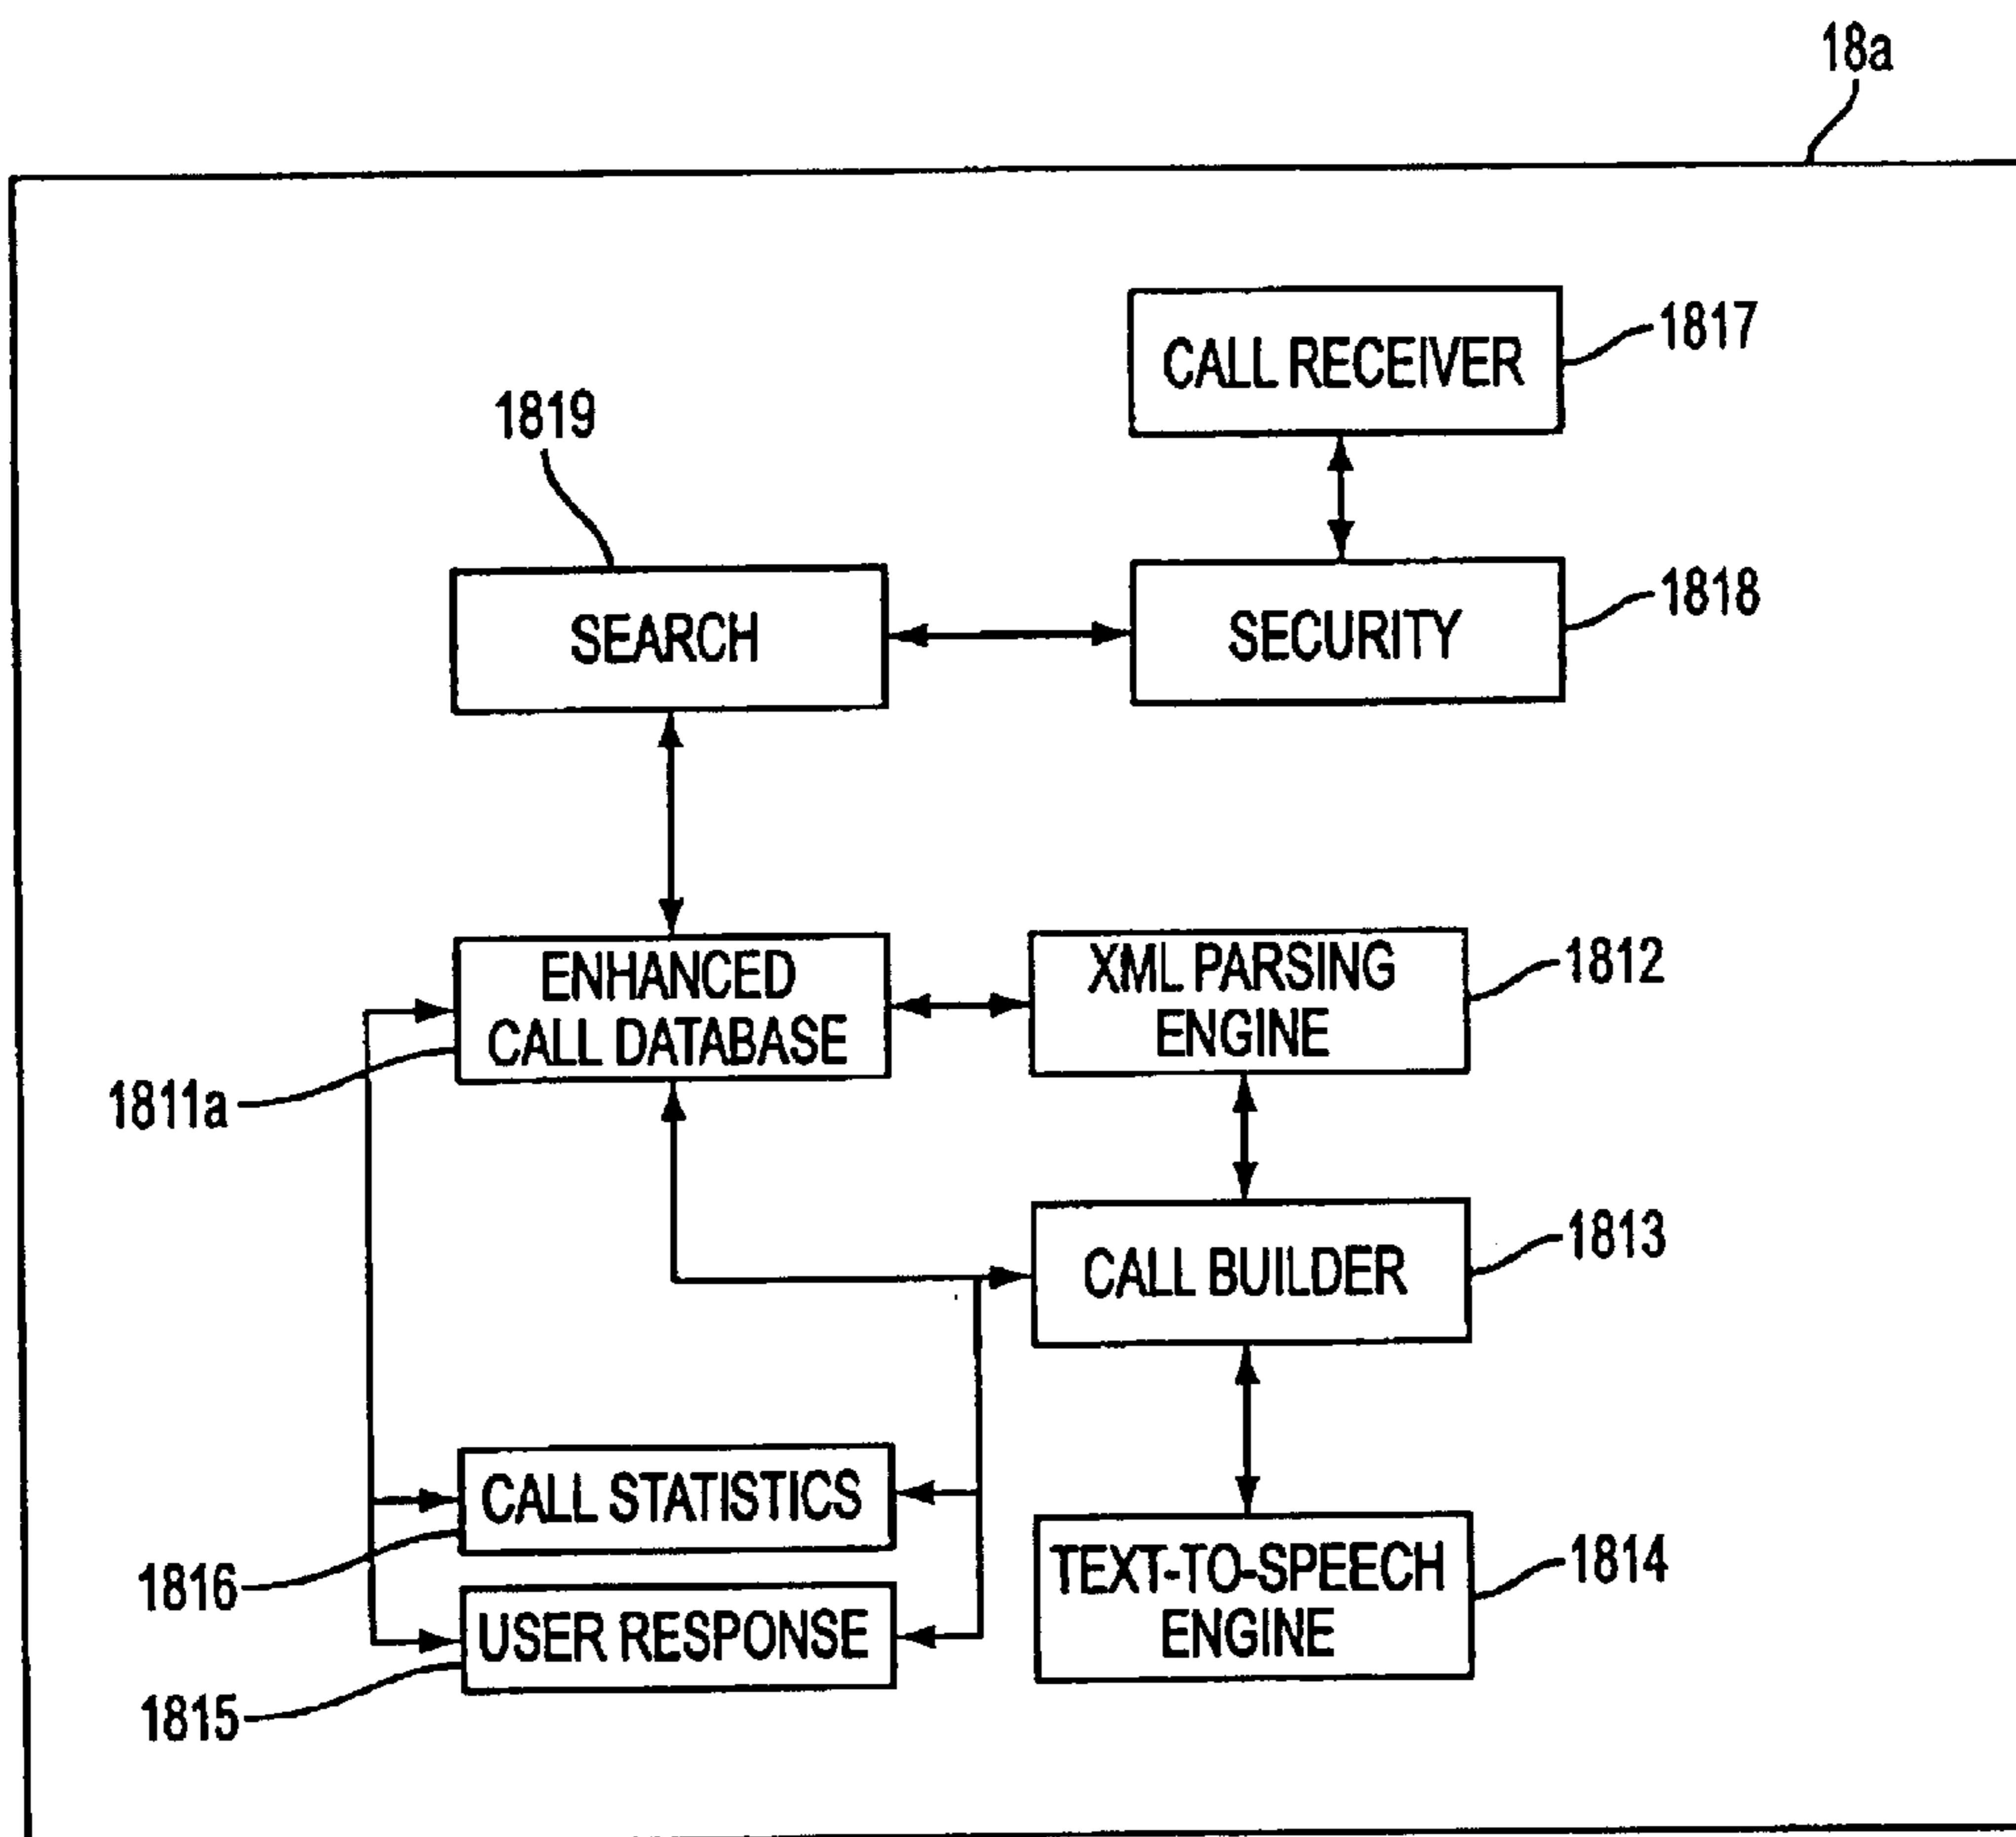 18a
CALL RECEIVER
1817
1819
SEARCH
SECURITY
1818
ENHANCED
CALL DATABASE
1811a
XML PARSING
ENGINE
1812
CALL BUILDER
1813
CALL STATISTICS
1816
USER RESPONSE
1815
TEXT-TO-SPEECH
ENGINE
1814